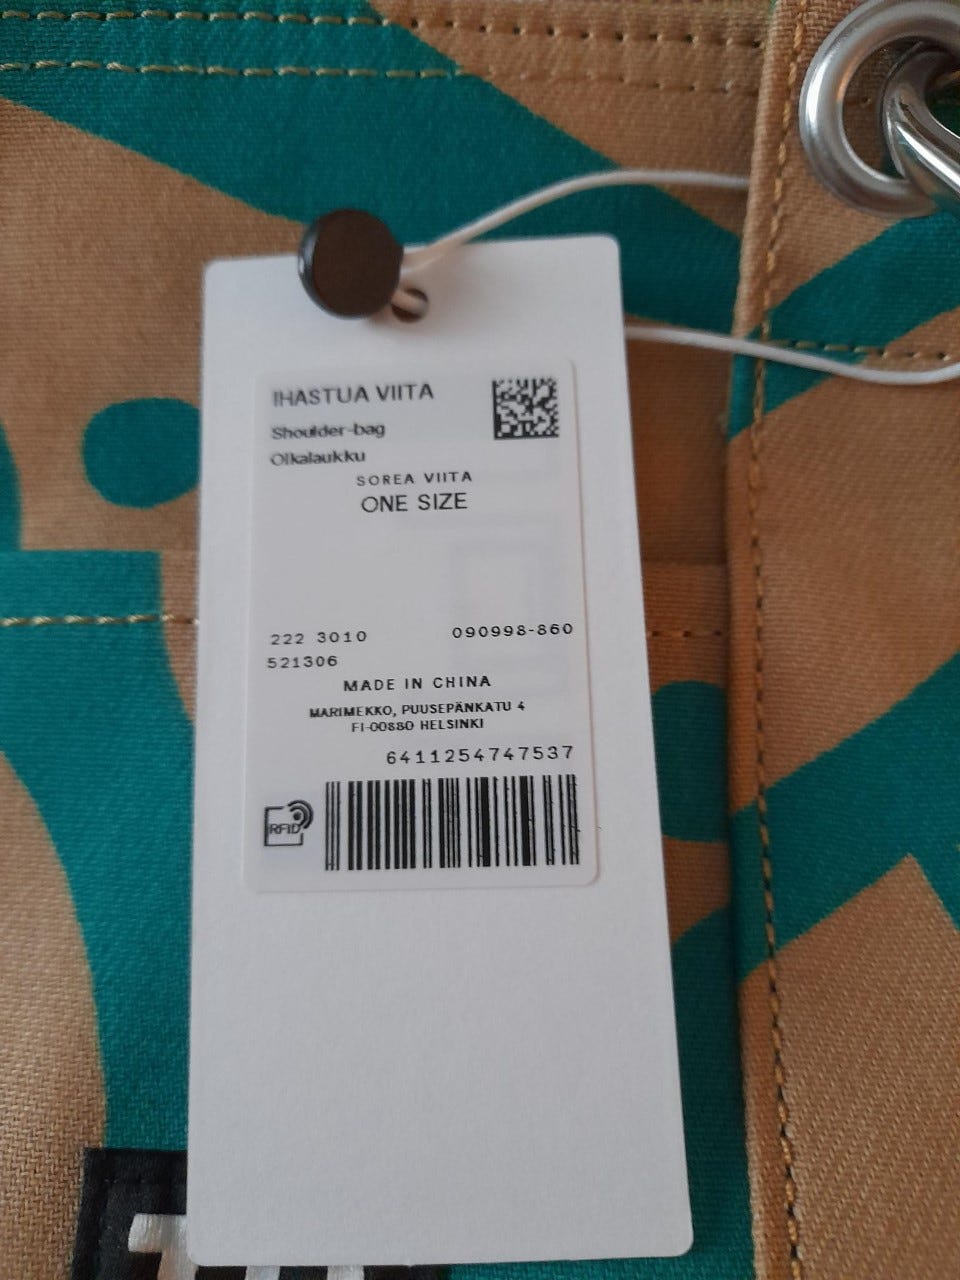 IHASTUA VIITA
Shoulder-bag
Olkalaukku
SOREA VIITA
ONE SIZE
222 3010 090998-860
521306
MADE IN CHINA
MARIMEKKO, PUUSEPÄNKATU 4
FI-00880 HELSINKI
6411254747537
RFID